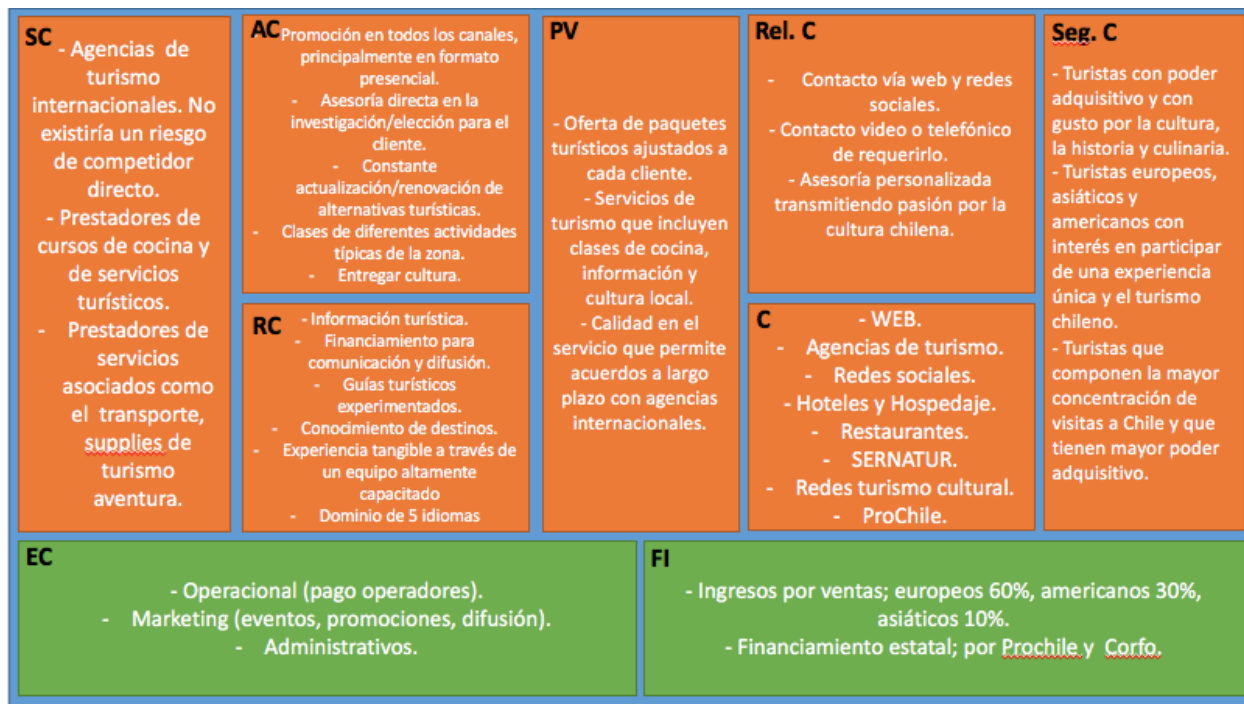 SC
- Agencias de
turismo
internacionales. No
existiría un riesgo
de competidor
directo.
- Prestadores de
cursos de cocina y
de servicios
turísticos.
- Prestadores de
servicios
asociados como
el transporte,
supplies de
turismo
aventura.
AC
Promoción en todos los canales,
principalmente en formato
presencial.
- Asesoría directa en la
investigación/elección para el
cliente.
- Constante
actualización/renovación de
alternativas turísticas.
- Clases de diferentes actividades
típicas de la zona.
- Entregar cultura.
RC
- Información turística.
- Financiamiento para
comunicación y difusión.
- Guías turísticos
experimentados.
- Conocimiento de destinos.
- Experiencia tangible a través de
un equipo altamente
capacitado
- Dominio de 5 idiomas
PV
- Oferta de paquetes
turísticos ajustados a
cada cliente.
- Servicios de
turismo que incluyen
clases de cocina,
información y
cultura local.
- Calidad en el
servicio que permite
acuerdos a largo
plazo con agencias
internacionales.
Rel. C
- Contacto vía web y redes
sociales.
- Contacto video o telefónico
de requerirlo.
- Asesoría personalizada
transmitiendo pasión por la
cultura chilena.
C
- WEB.
- Agencias de turismo.
- Redes sociales.
- Hoteles y Hospedaje.
- Restaurantes.
- SERNATUR.
- Redes turismo cultural.
- ProChile.
Seg. C
- Turistas con poder
adquisitivo y con
gusto por la cultura,
la historia y culinaria.
- Turistas europeos,
asiáticos y
americanos con
interés en participar
de una experiencia
única y el turismo
chileno.
- Turistas que
componen la mayor
concentración de
visitas a Chile y que
tienen mayor poder
adquisitivo.
EC
- Operacional (pago operadores).
- Marketing (eventos, promociones, difusión).
- Administrativos.
FI
- Ingresos por ventas; europeos 60%, americanos 30%,
asiáticos 10%.
- Financiamiento estatal; por Prochile y Corfo.